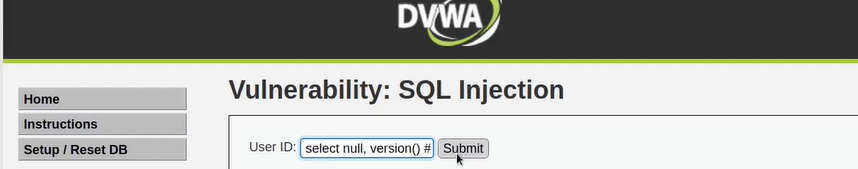 DVWA
Vulnerability: SQL Injection
Home
Instructions
Setup / Reset DB
User ID: select null, version() # Submit